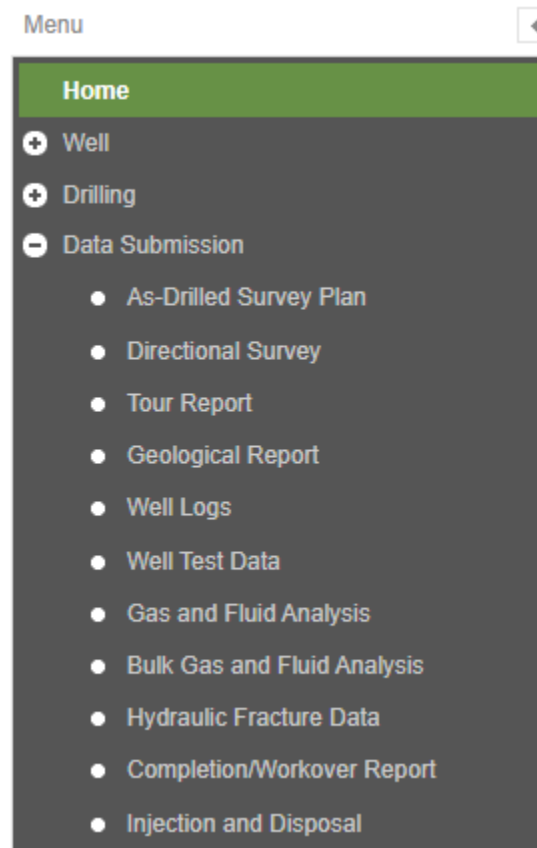 Menu
Home
Well
Drilling
Data Submission
As-Drilled Survey Plan
Directional Survey
Tour Report
Geological Report
Well Logs
Well Test Data
Gas and Fluid Analysis
Bulk Gas and Fluid Analysis
Hydraulic Fracture Data
Completion/Workover Report
Injection and Disposal